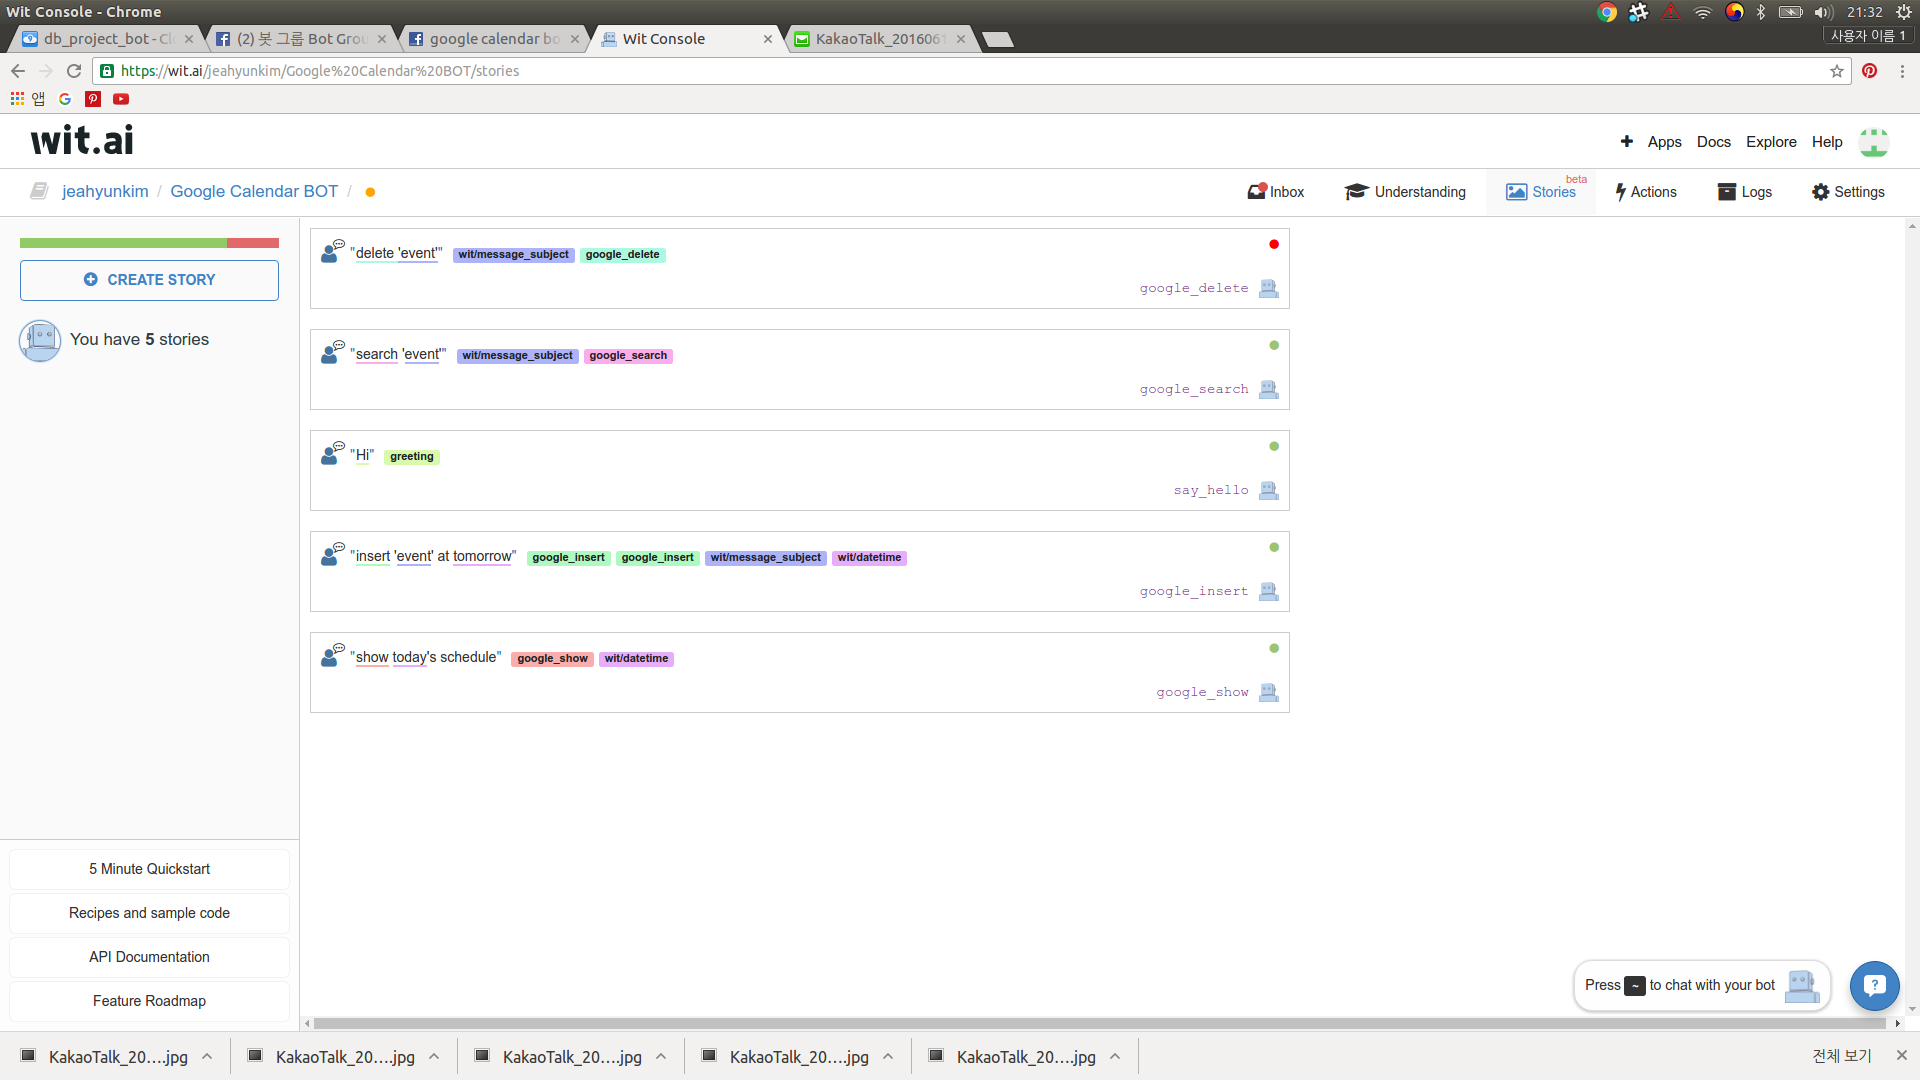 Wit Console - Chrome
21:32
db_project_bot - Cl
(2) 봇 그룹 Bot Grou
google calendar bo
Wit Console
KakaoTalk_2016061
사용자 이름 1
https://wit.ai/jeahyunkim/Google%20Calendar%20BOT/stories
앱
wit.ai
Apps
Docs
Explore
Help
jeahyunkim / Google Calendar BOT /
Inbox
Understanding
Stories
beta
Actions
Logs
Settings
CREATE STORY
You have 5 stories
"delete 'event'" wit/message_subject google_delete
google_delete
"search 'event'" wit/message_subject google_search
google_search
"Hi" greeting
say_hello
"insert 'event' at tomorrow" google_insert google_insert wit/message_subject wit/datetime
google_insert
"show today's schedule" google_show wit/datetime
google_show
5 Minute Quickstart
Recipes and sample code
API Documentation
Feature Roadmap
Press ~ to chat with your bot
KakaoTalk_20....jpg
KakaoTalk_20....jpg
KakaoTalk_20....jpg
KakaoTalk_20....jpg
KakaoTalk_20....jpg
전체 보기